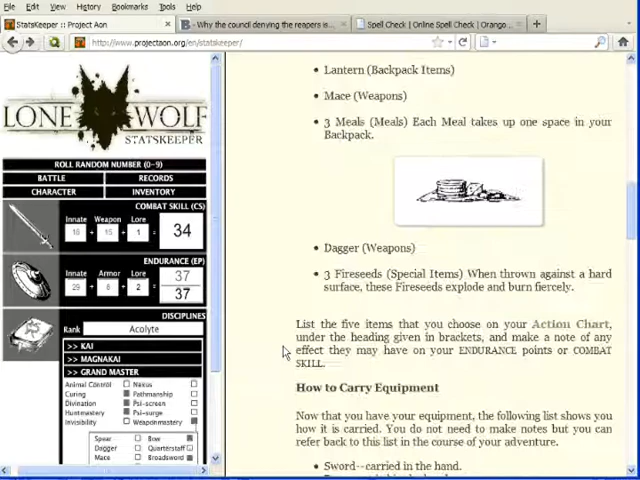 File Edit View History Bookmarks Tools Help
StatsKeeper :: Project Aon
- Why the council denying the reapers is...
Spell Check | Online Spell Check | Orango...
http://www.projectaon.org/en/statskeeper/
LONE WOLF
STATSKEEPER
ROLL RANDOM NUMBER (0-9)
BATTLE RECORDS
CHARACTER INVENTORY
COMBAT SKILL (CS)
Innate Weapon Lore
18 + 15 + 1 = 34
ENDURANCE (EP)
Innate Armor Lore 37
29 + 6 + 2 = 37
DISCIPLINES
Rank Acolyte
>> KAI
>> MAGNAKAI
>> GRAND MASTER
Animal Control Nexus
Curing Pathmanship
Divination Psi-screen
Huntmastery Psi-surge
Invisibility Weaponmastery
Spear Bow
Dagger Quarterstaff
Mace Broadsword
• Lantern (Backpack Items)
• Mace (Weapons)
• 3 Meals (Meals) Each Meal takes up one space in your
Backpack.
• Dagger (Weapons)
• 3 Fireseeds (Special Items) When thrown against a hard
surface, these Fireseeds explode and burn fiercely.
List the five items that you choose on your Action Chart,
under the heading given in brackets, and make a note of any
effect they may have on your ENDURANCE points or COMBAT
SKILL.
How to Carry Equipment
Now that you have your equipment, the following list shows you
how it is carried. You do not need to make notes but you can
refer back to this list in the course of your adventure.
• Sword--carried in the hand.